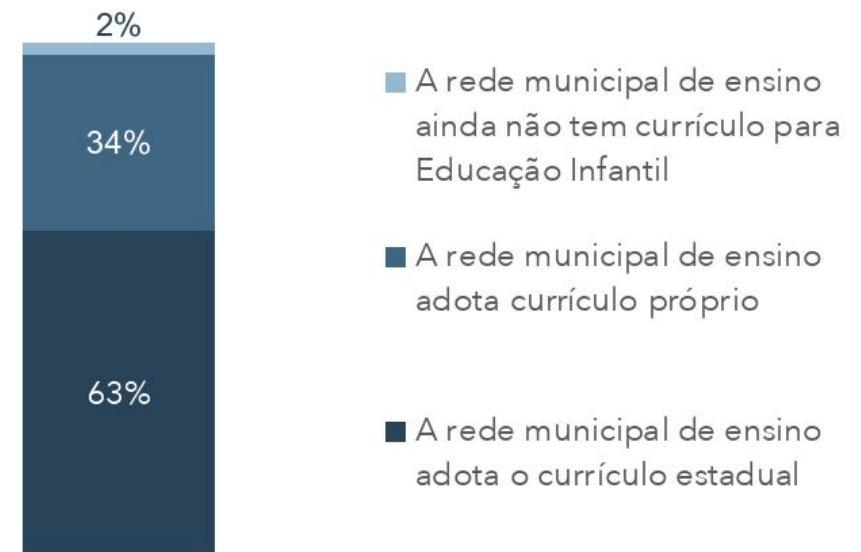 2%
34%
63%
A rede municipal de ensino
ainda não tem currículo para
Educação Infantil
A rede municipal de ensino
adota currículo próprio
A rede municipal de ensino
adota o currículo estadual